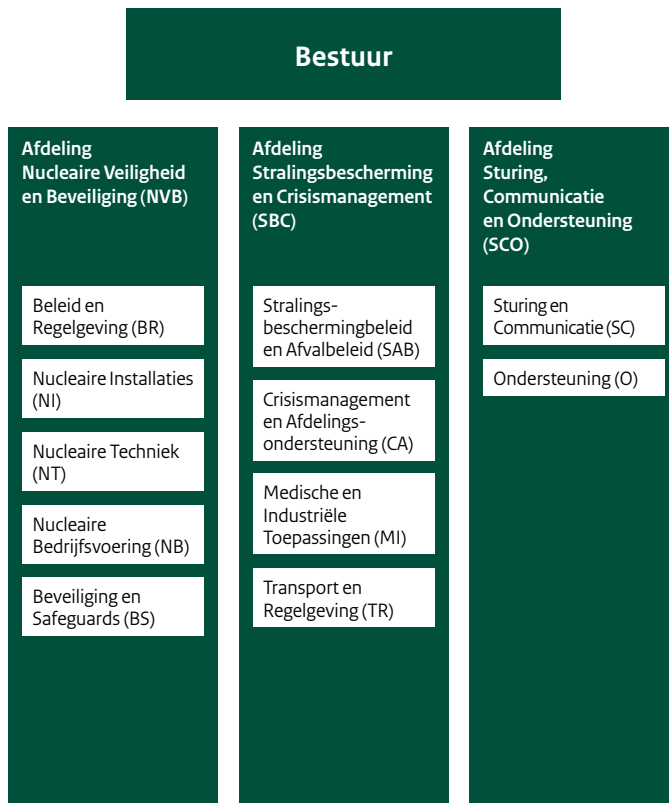 Bestuur
Afdeling
Nucleaire Veiligheid
en Beveiliging (NVB)
Beleid en
Regelgeving (BR)
Nucleaire Installaties
(NI)
Nucleaire Techniek
(NT)
Nucleaire
Bedrijfsvoering (NB)
Beveiliging en
Safeguards (BS)
Afdeling
Stralingsbescherming
en Crisismanagement
(SBC)
Stralings-
beschermingbeleid
en Afvalbeleid (SAB)
Crisismanagement
en Afdelings-
ondersteuning (CA)
Medische en
Industriële
Toepassingen (MI)
Transport en
Regelgeving (TR)
Afdeling
Sturing,
Communicatie
en Ondersteuning
(SCO)
Sturing en
Communicatie (SC)
Ondersteuning (O)